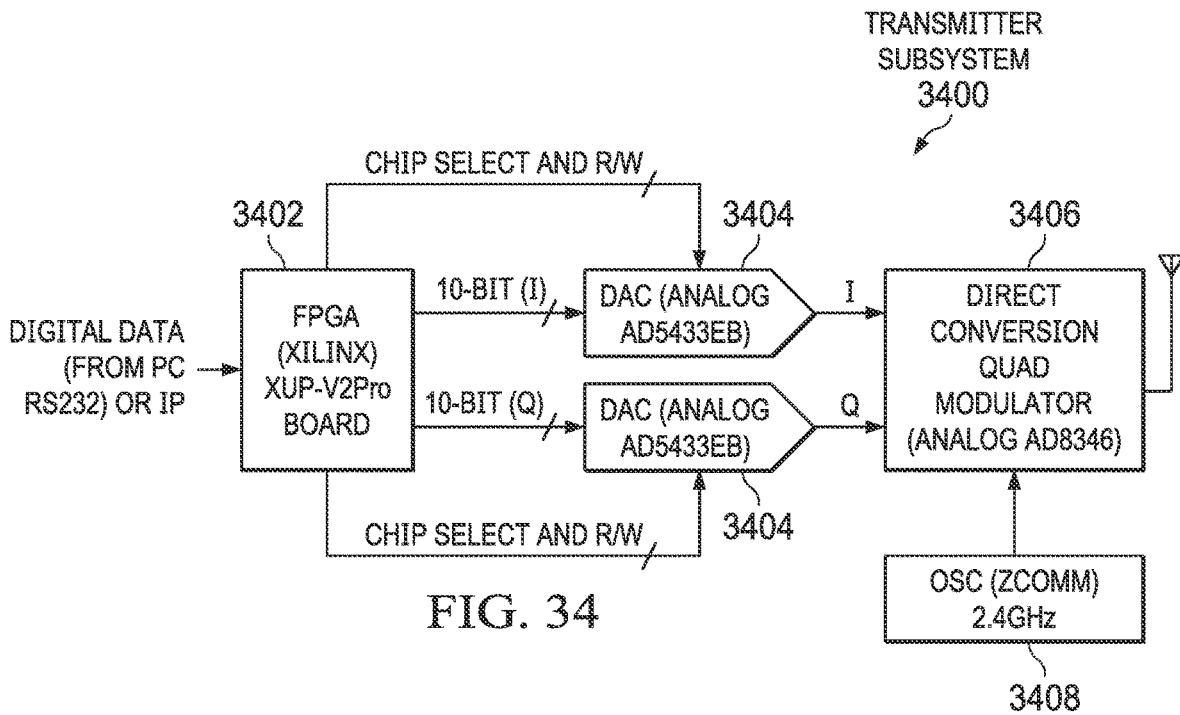 TRANSMITTER
SUBSYSTEM
3400
CHIP SELECT AND R/W
3402
3404
3406
10-BIT (I)
DAC (ANALOG
AD5433EB)
I
DIGITAL DATA
(FROM PC
RS232) OR IP
FPGA
(XILINX)
XUP-V2Pro
BOARD
DIRECT
CONVERSION
QUAD
MODULATOR
(ANALOG AD8346)
10-BIT (Q)
DAC (ANALOG
AD5433EB)
Q
3404
CHIP SELECT AND R/W
OSC (ZCOMM)
2.4GHz
3408
FIG. 34